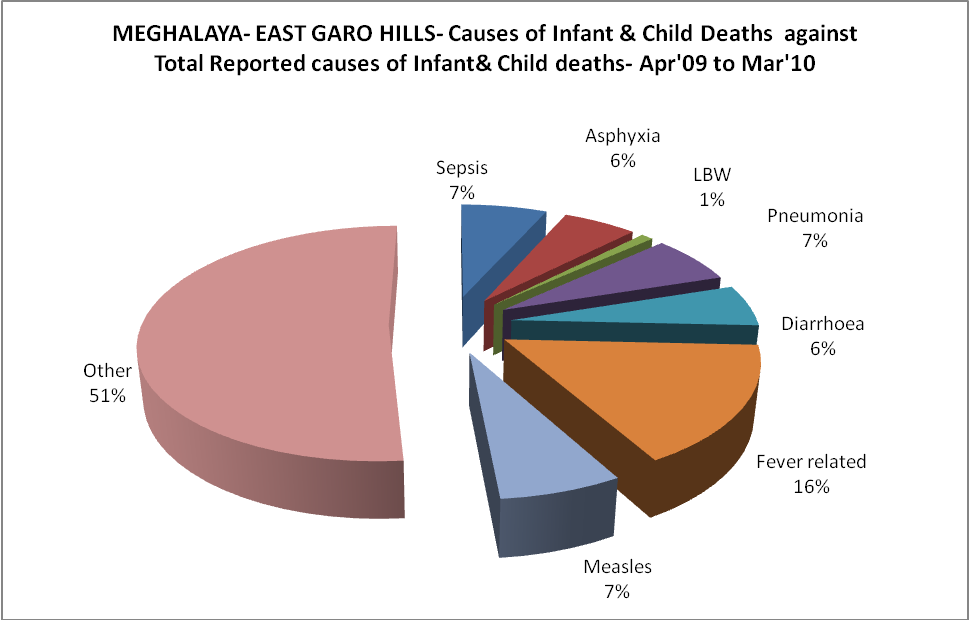 MEGHALAYA- EAST GARO HILLS- Causes of Infant & Child Deaths  against
Total Reported causes of Infant& Child deaths- Apr'09 to Mar'10
Asphyxia
6%
Sepsis
7%
LBW
1%
Pneumonia
7%
Diarrhoea
6%
Other
51%
Fever related
16%
Measles
7%